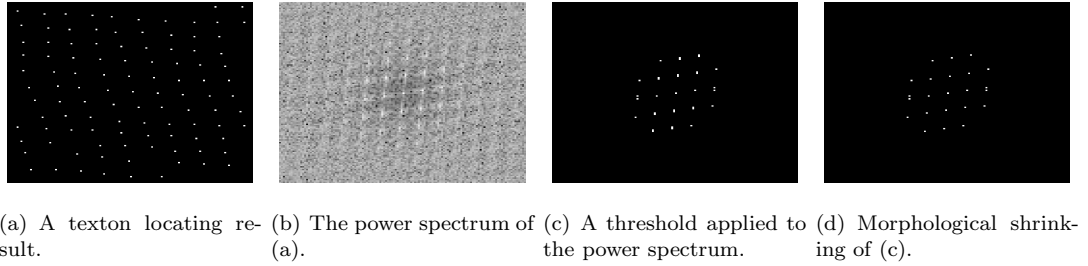 (a) A texton locating re-
sult.
(b) The power spectrum of
(a).
(c) A threshold applied to
the power spectrum.
(d) Morphological shrink-
ing of (c).